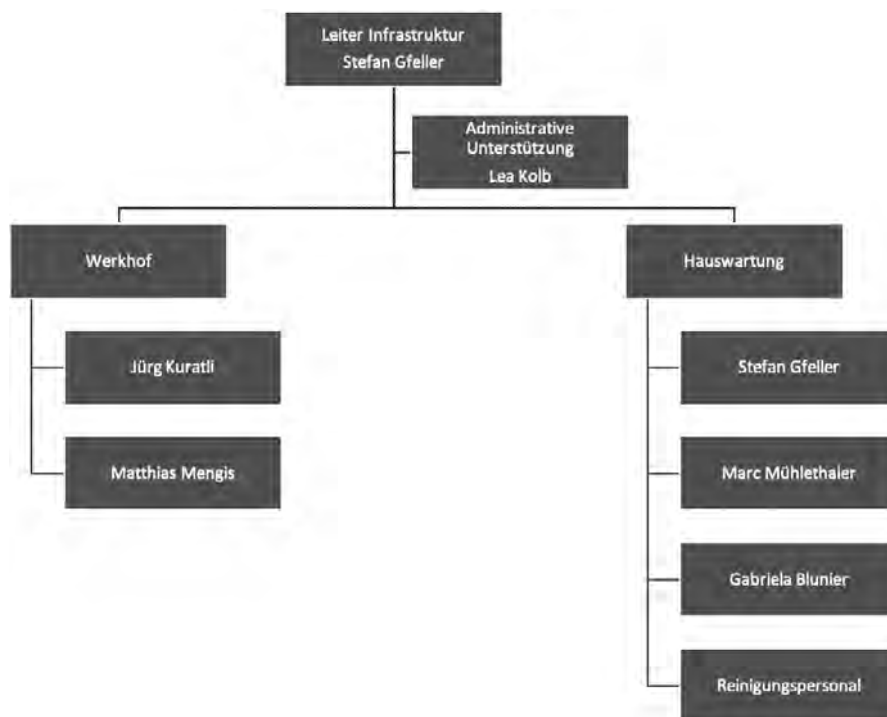 Leiter Infrastruktur
Stefan Gfeller
Administrative
Unterstützung
Lea Kolb
Werkhof
Hauswartung
Jürg Kuratli
Stefan Gfeller
Matthias Mengis
Marc Mühlethaler
Gabriela Blunier
Reinigungspersonal